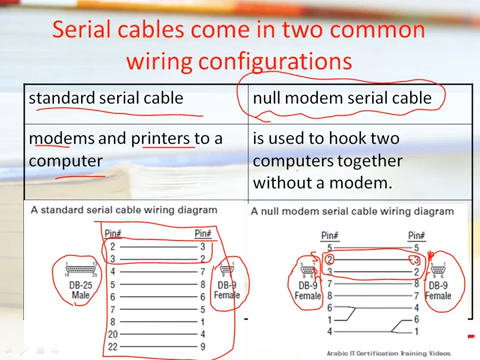 Serial cables come in two common
wiring configurations
standard serial cable
null modem serial cable
modems and printers to a
computer
is used to hook two
computers together
without a modem.
A standard serial cable wiring diagram
Pin# Pin#
2 3
3 2
4 7
5 8
6 6
7 5
8 1
20 4
22 9
DB-25
Male
DB-9
Female
A null modem serial cable wiring diagram
Pin# Pin#
5 5
2 3
3 2
7 8
8 7
6 4
1
4 6
1
DB-9
Female
DB-9
Female
Arabic IT Certification Training Videos